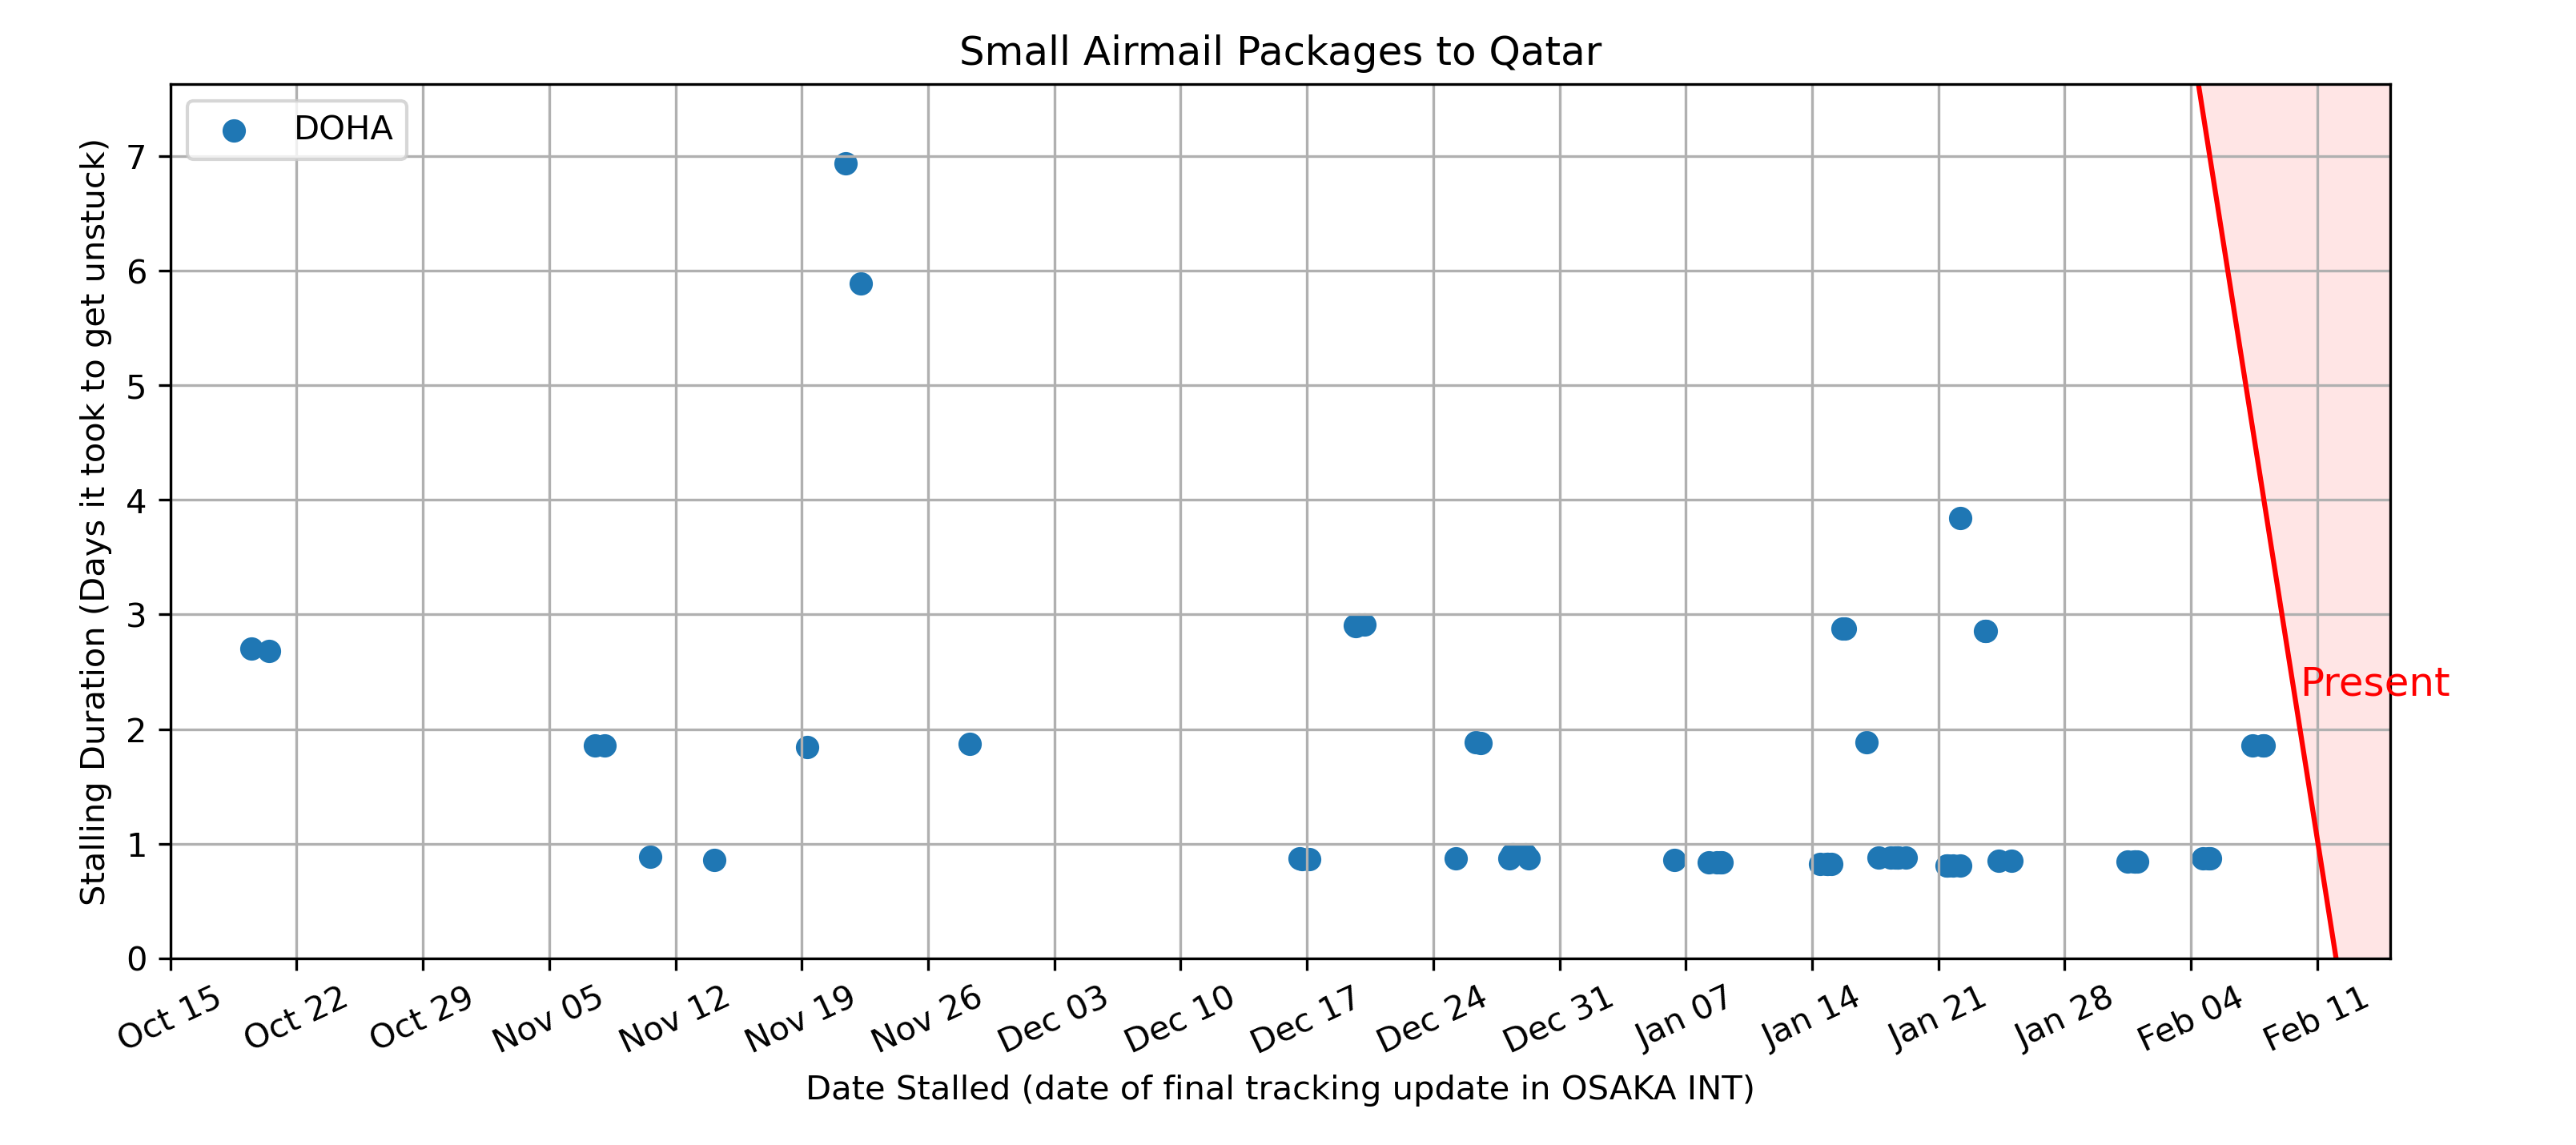 Small Airmail Packages to Qatar
DOHA
Stalling Duration (Days it took to get unstuck)
7
6
5
4
3
2
1
0
Present
Oct 15
Oct 22
Oct 29
Nov 05
Nov 12
Nov 19
Nov 26
Dec 03
Dec 10
Dec 17
Dec 24
Dec 31
Jan 07
Jan 14
Jan 21
Jan 28
Feb 04
Feb 11
Date Stalled (date of final tracking update in OSAKA INT)